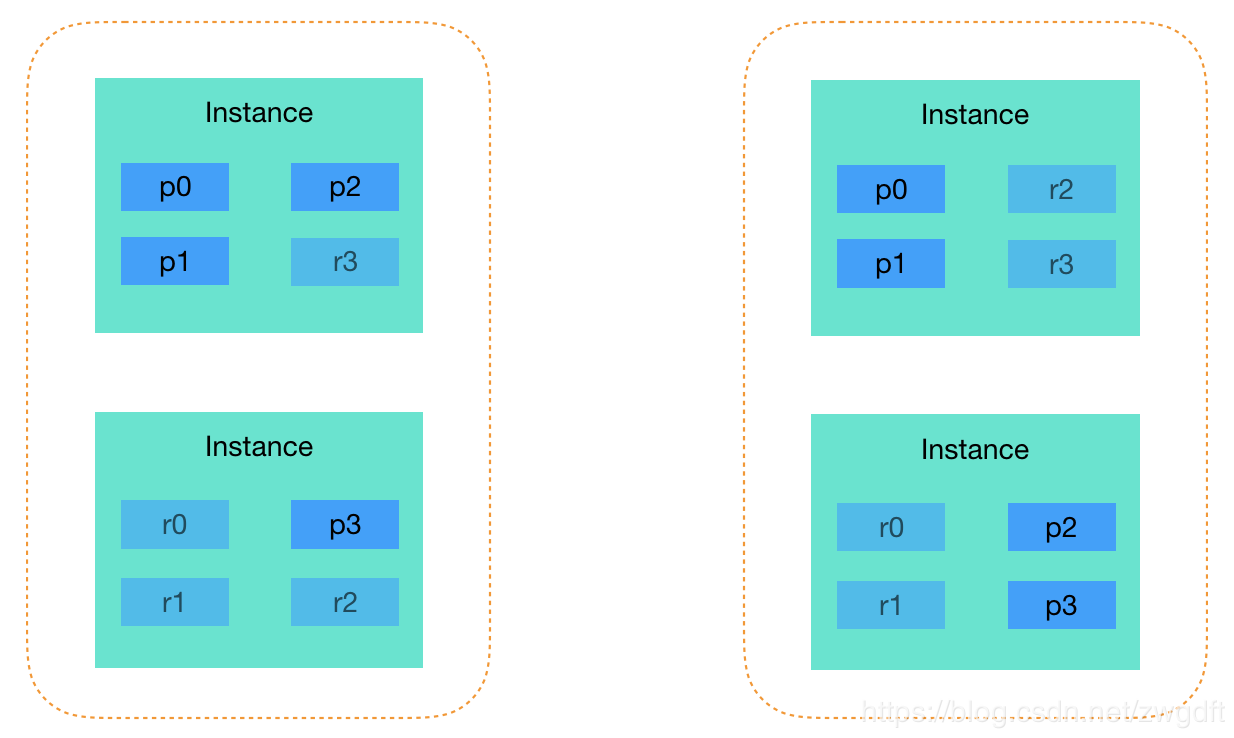 Instance
p0 p2
p1 r3
Instance
r0 p3
r1 r2
Instance
p0 r2
p1 r3
Instance
r0 p2
r1 p3
https://blog.csdn.net/zwgdft